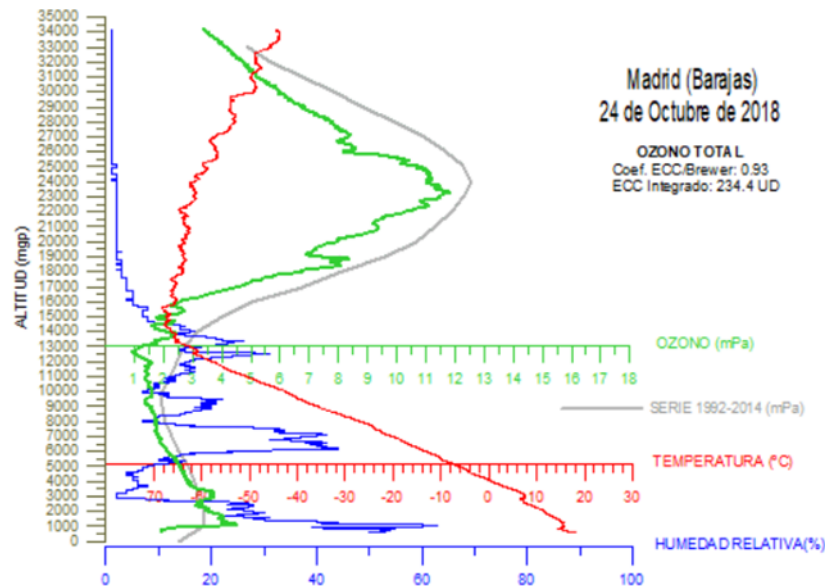 35000
34000
33000
32000
31000
30000
29000
28000
27000
26000
25000
24000
23000
22000
21000
20000
19000
18000
17000
16000
15000
14000
13000
12000
11000
10000
9000
8000
7000
6000
5000
4000
3000
2000
1000
0
ALTITUD (mgp)
Madrid (Barajas)
24 de Octubre de 2018
OZONO TOTAL
Coef. ECC/Brewer: 0.93
ECC Integrado: 234.4 UD
OZONO (mPa)
1 2 3 4 5 6 7 8 9 10 11 12 13 14 15 16 17 18
SERIE 1992-2014 (mPa)
TEMPERATURA (ºC)
-70 -60 -50 -40 -30 -20 -10 0 10 20 30
HUMEDAD RELATIVA(%)
0 20 40 60 80 100